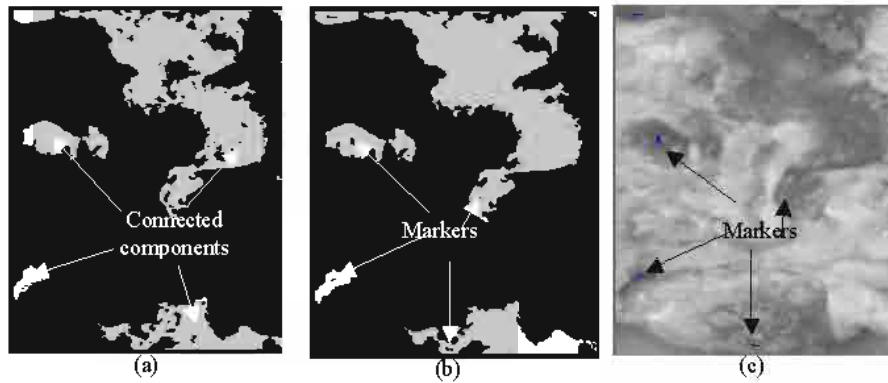 Connected
components
Markers
Markers
(a)
(b)
(c)